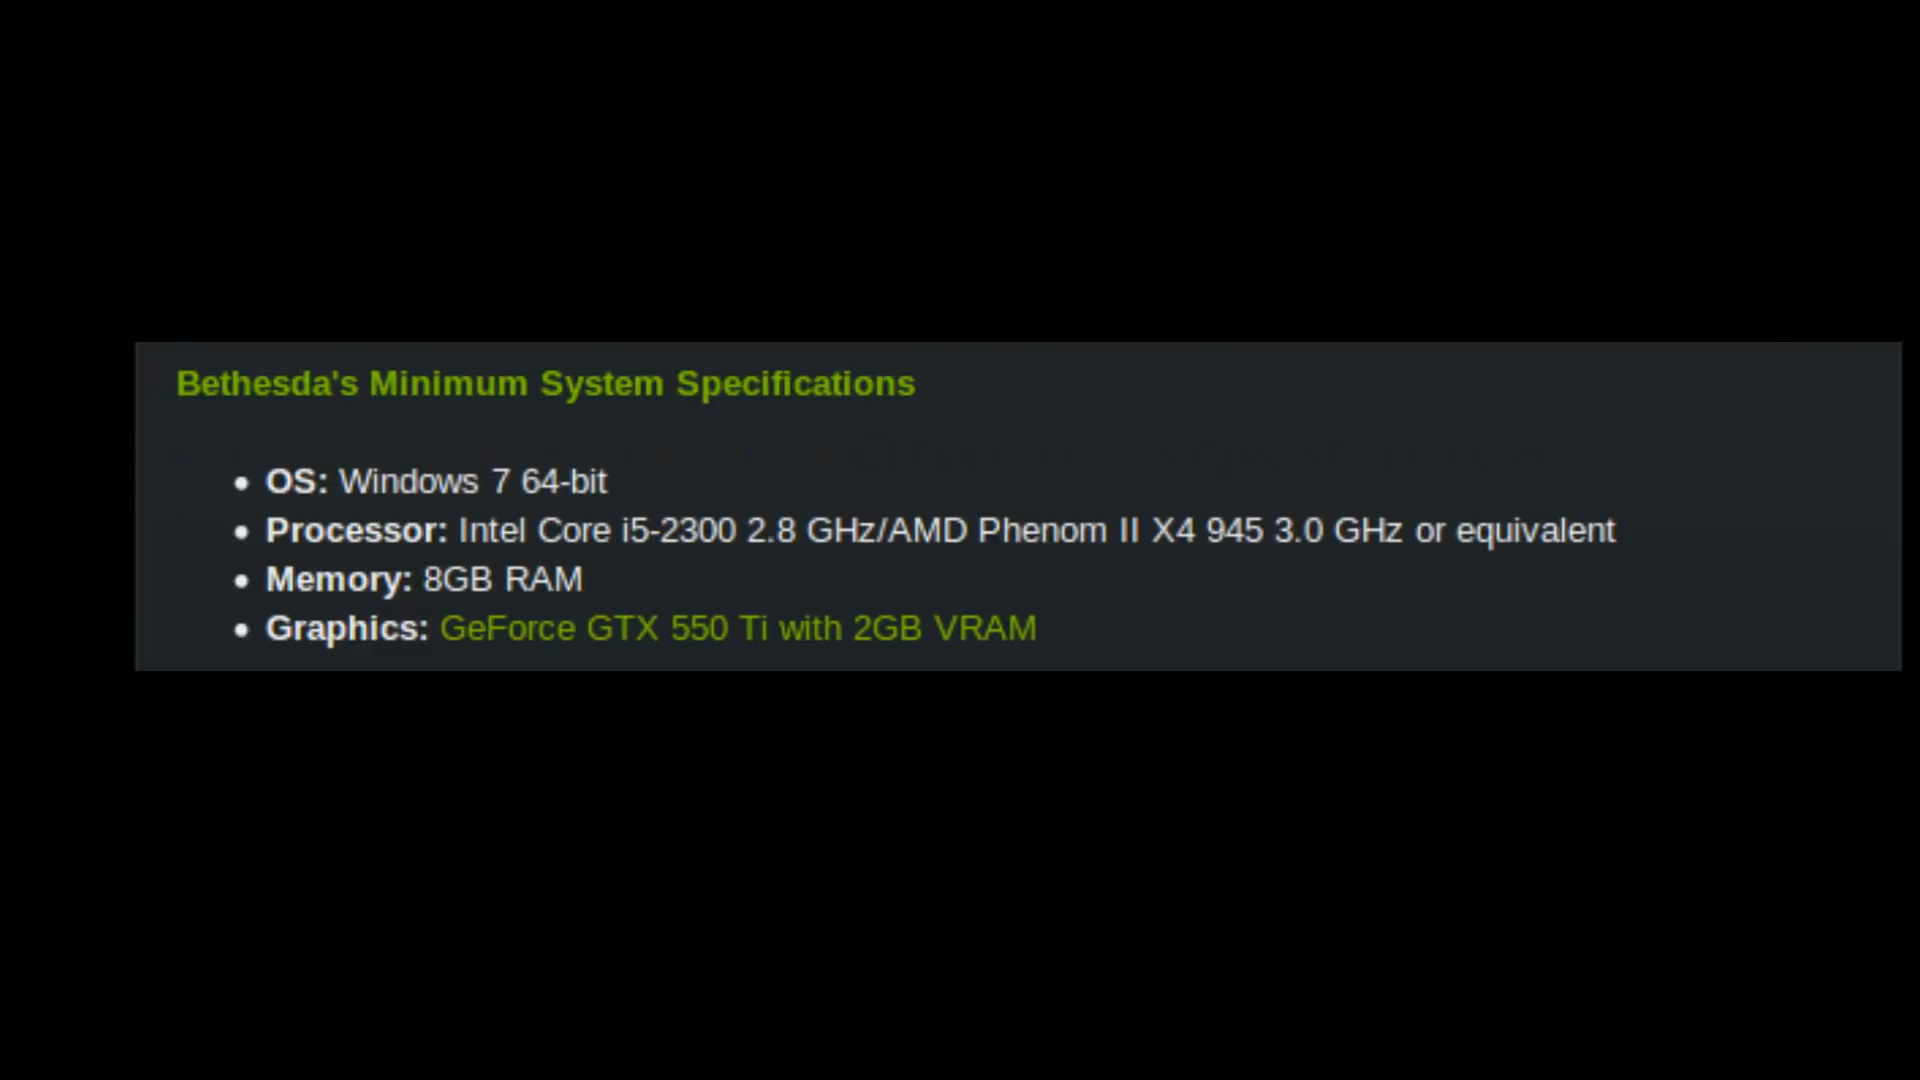 Bethesda's Minimum System Specifications
• OS: Windows 7 64-bit
• Processor: Intel Core i5-2300 2.8 GHz/AMD Phenom II X4 945 3.0 GHz or equivalent
• Memory: 8GB RAM
• Graphics: GeForce GTX 550 Ti with 2GB VRAM